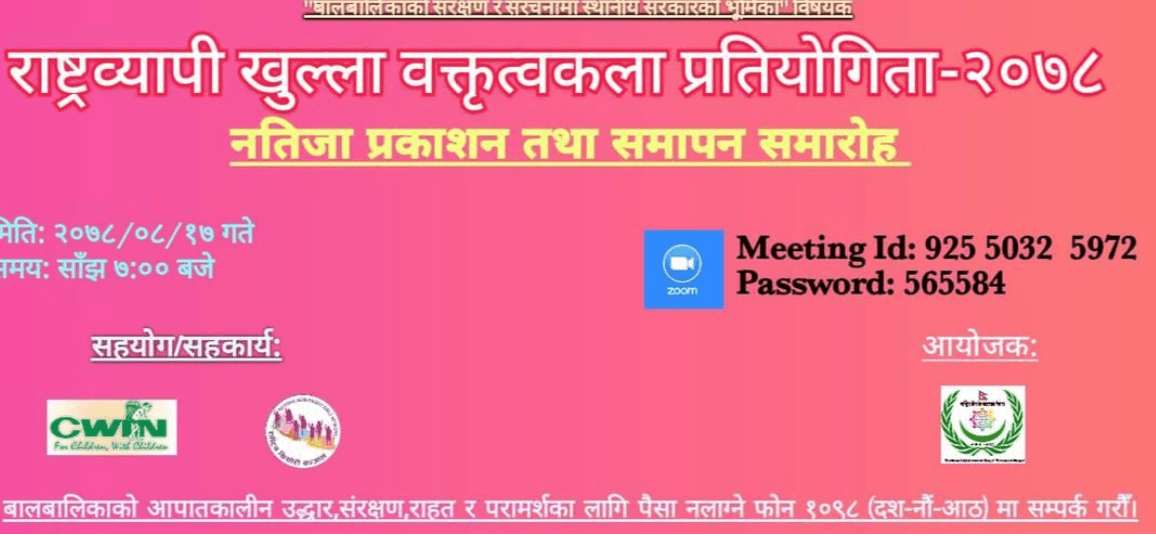 "बालबालिकाको संरक्षण र संरचनामा स्थानीय सरकारको भूमिका" विषयक
राष्ट्रव्यापी खुल्ला वक्तृत्वकला प्रतियोगिता-२०७८
नतिजा प्रकाशन तथा समापन समारोह
मिति: २०७८/०८/१७ गते
समय: साँझ ७:०० बजे
Meeting Id: 925 5032 5972
Password: 565584
zoom
सहयोग/सहकार्य:
आयोजक:
CWIN
For Children, With Children
राष्ट्रिय किशोरी सञ्जाल
बालबालिकाको आपातकालीन उद्धार,संरक्षण,राहत र परामर्शका लागि पैसा नलाग्ने फोन १०९८ (दश-नौं-आठ) मा सम्पर्क गरौँ।